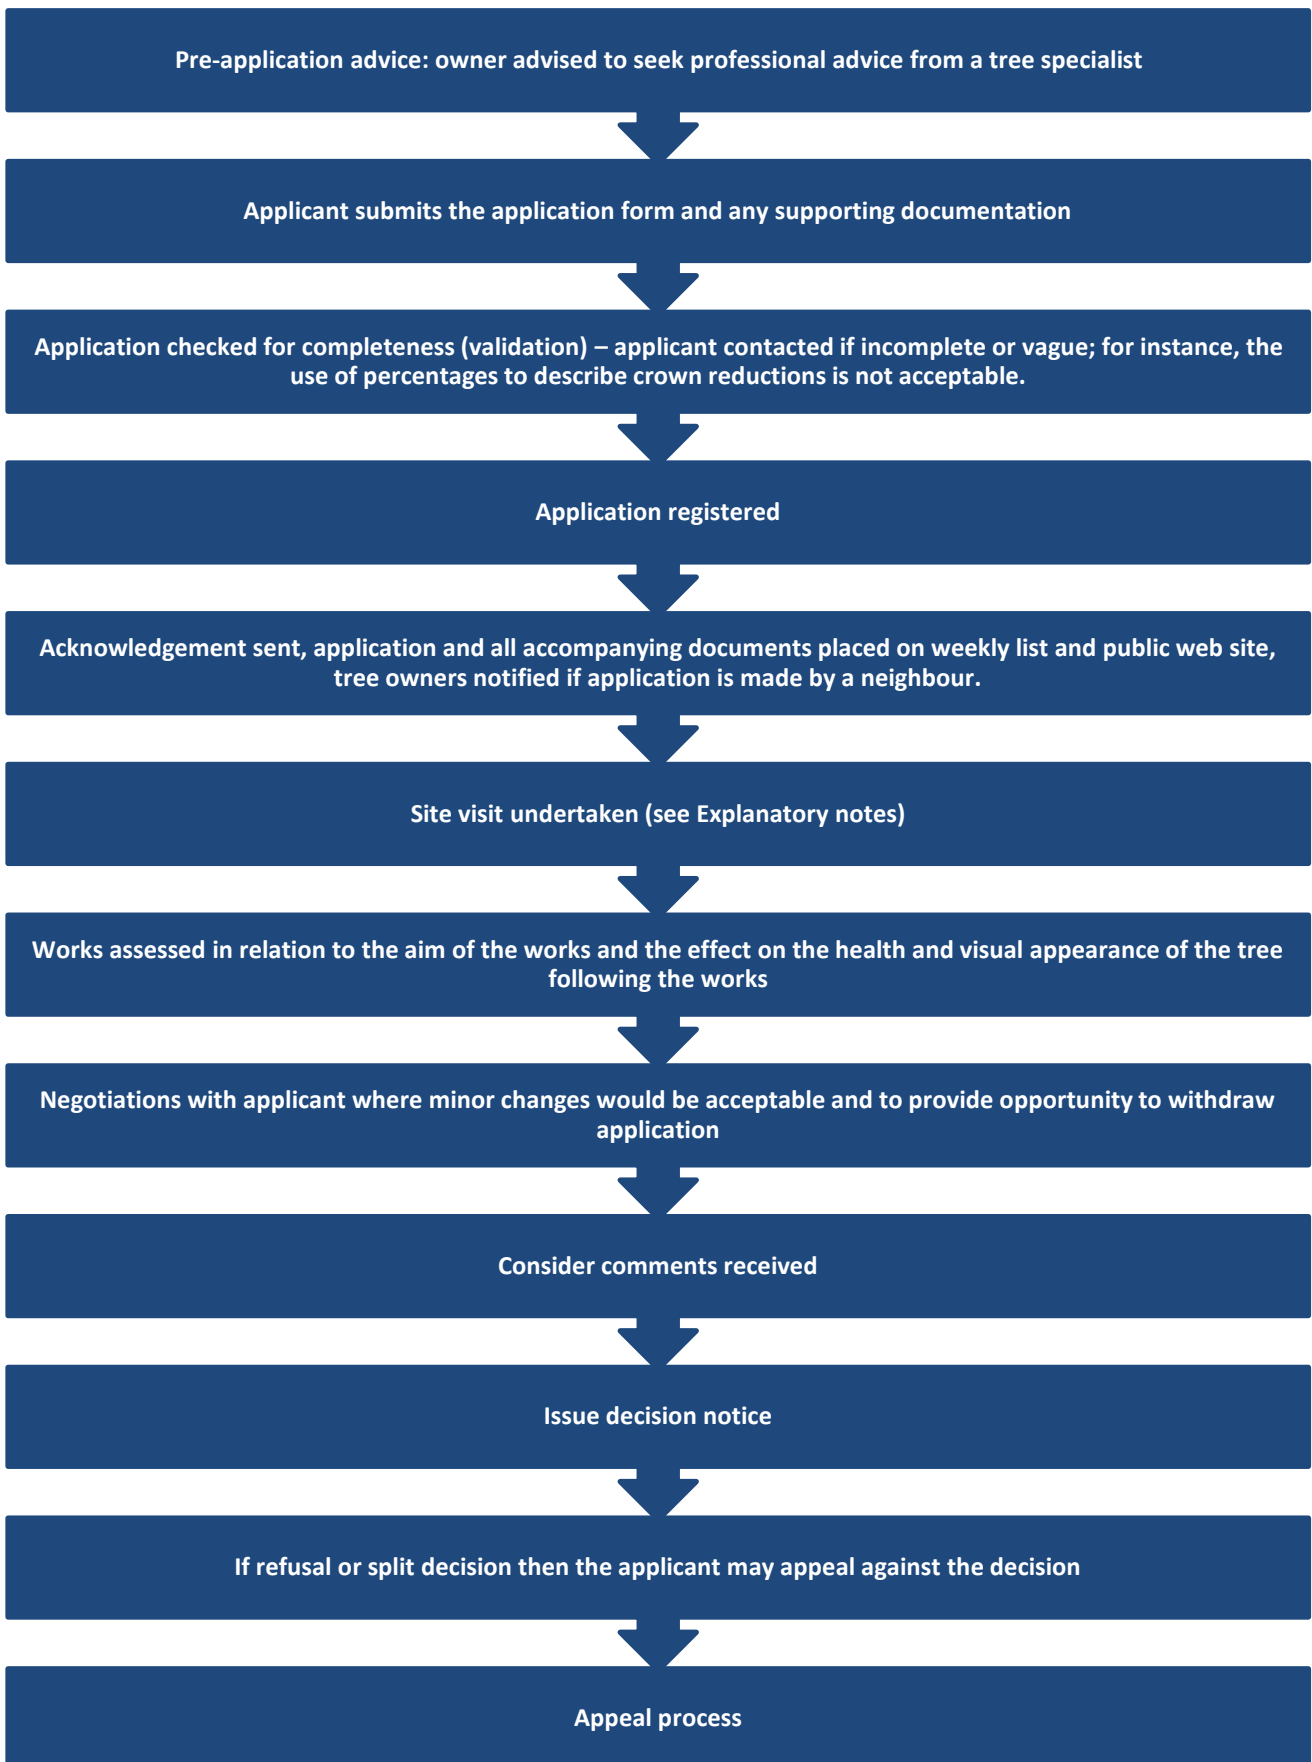 Pre-application advice: owner advised to seek professional advice from a tree specialist
Applicant submits the application form and any supporting documentation
Application checked for completeness (validation) – applicant contacted if incomplete or vague; for instance, the
use of percentages to describe crown reductions is not acceptable.
Application registered
Acknowledgement sent, application and all accompanying documents placed on weekly list and public web site,
tree owners notified if application is made by a neighbour.
Site visit undertaken (see Explanatory notes)
Works assessed in relation to the aim of the works and the effect on the health and visual appearance of the tree
following the works
Negotiations with applicant where minor changes would be acceptable and to provide opportunity to withdraw
application
Consider comments received
Issue decision notice
If refusal or split decision then the applicant may appeal against the decision
Appeal process